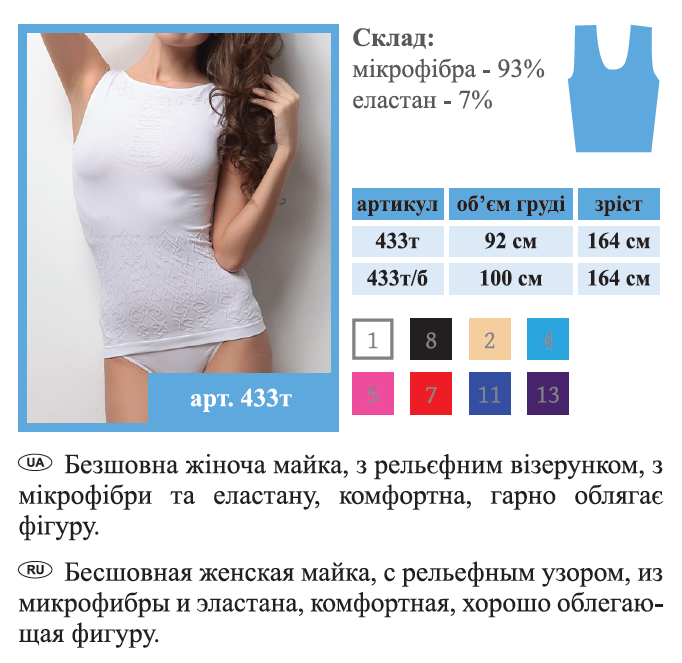 Склад:
мікрофібра - 93%
еластан - 7%
артикул об’єм груді зріст
433т 92 см 164 см
433т/б 100 см 164 см
1 8 2 4
5 7 11 13
арт. 433т
UA Безшовна жіноча майка, з рельєфним візерунком, з
мікрофібри та еластану, комфортна, гарно облягає
фігуру.
RU Бесшовная женская майка, с рельефным узором, из
микрофибры и эластана, комфортная, хорошо облегаю-
щая фигуру.